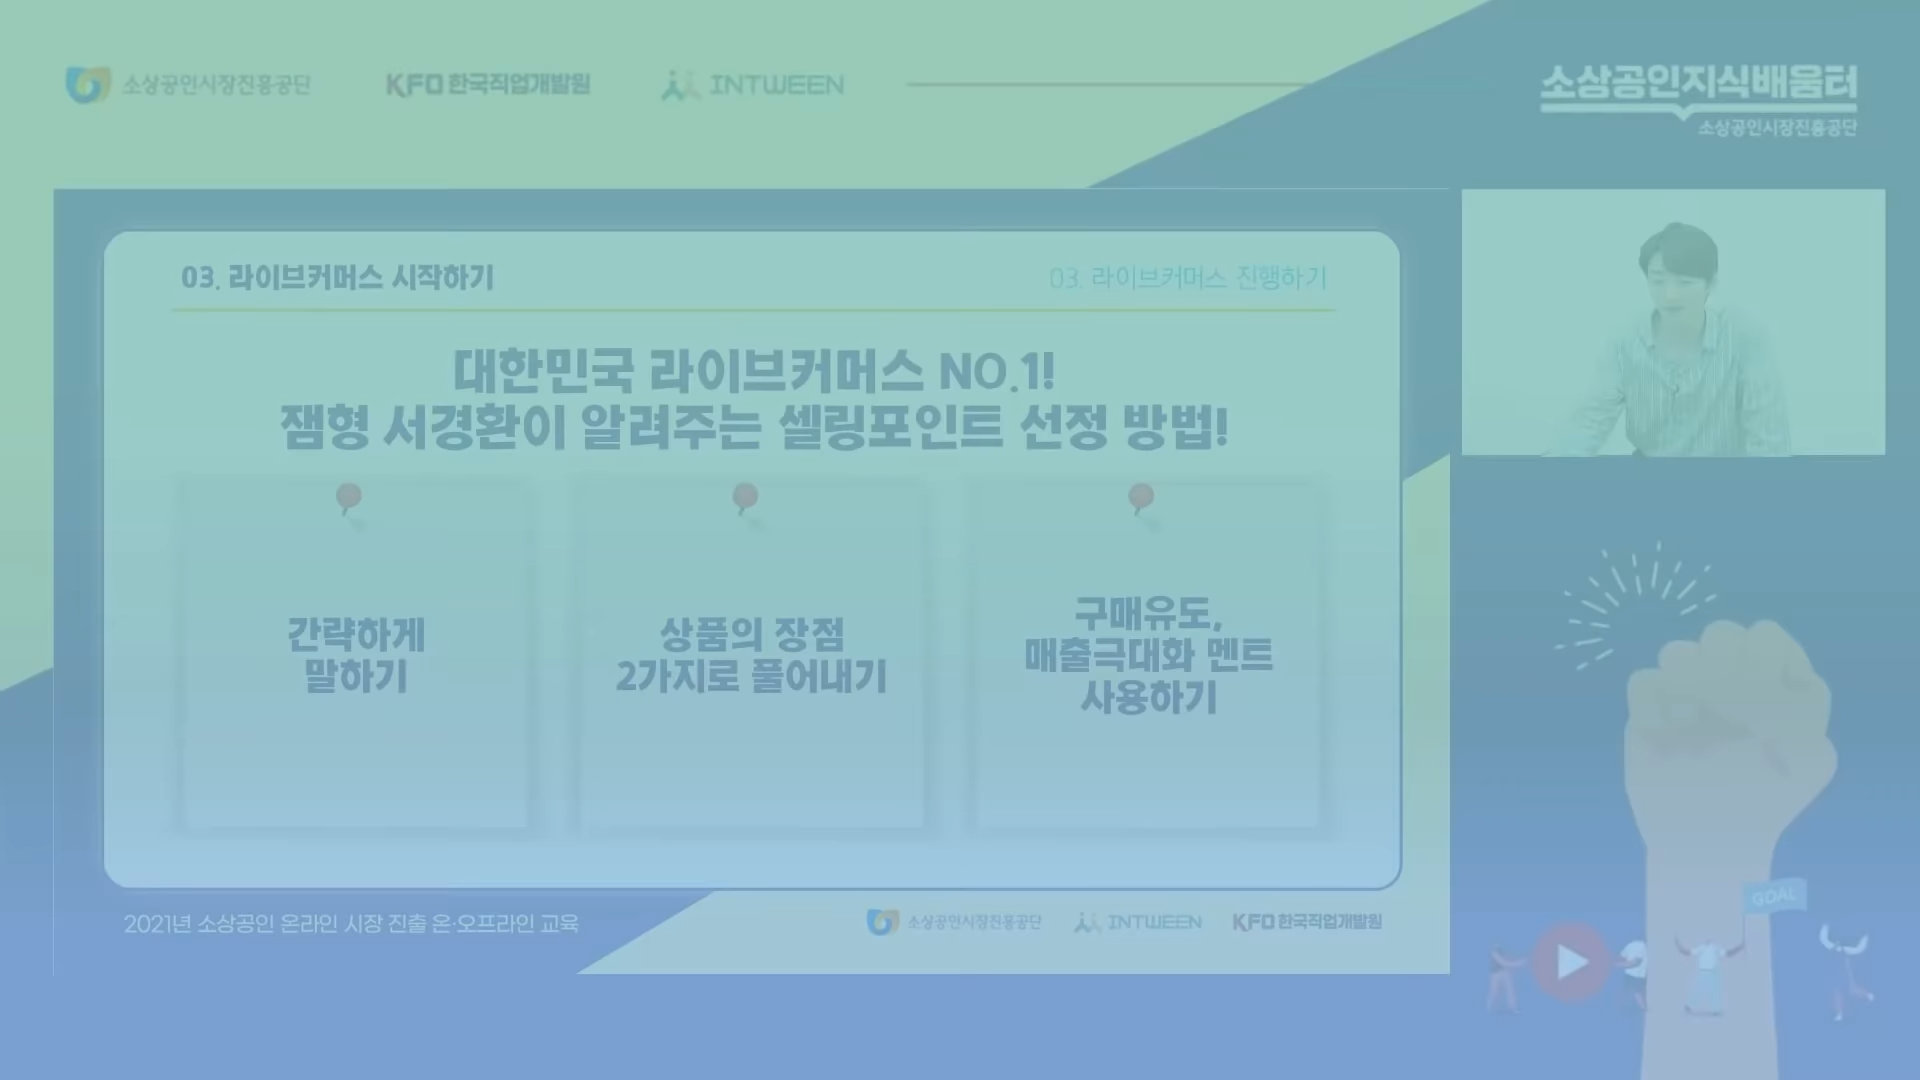 소상공인시장진흥공단
KFO 한국직업개발원
INTWEEN
소상공인지식배움터
소상공인시장진흥공단
03. 라이브커머스 시작하기
03. 라이브커머스 진행하기
대한민국 라이브커머스 NO.1!
잼형 서경환이 알려주는 셀링포인트 선정 방법!
간략하게
말하기
상품의 장점
2가지로 풀어내기
구매유도,
매출극대화 멘트
사용하기
GOAL
2021년 소상공인 온라인 시장 진출 온·오프라인 교육
소상공인시장진흥공단
INTWEEN
KFO 한국직업개발원